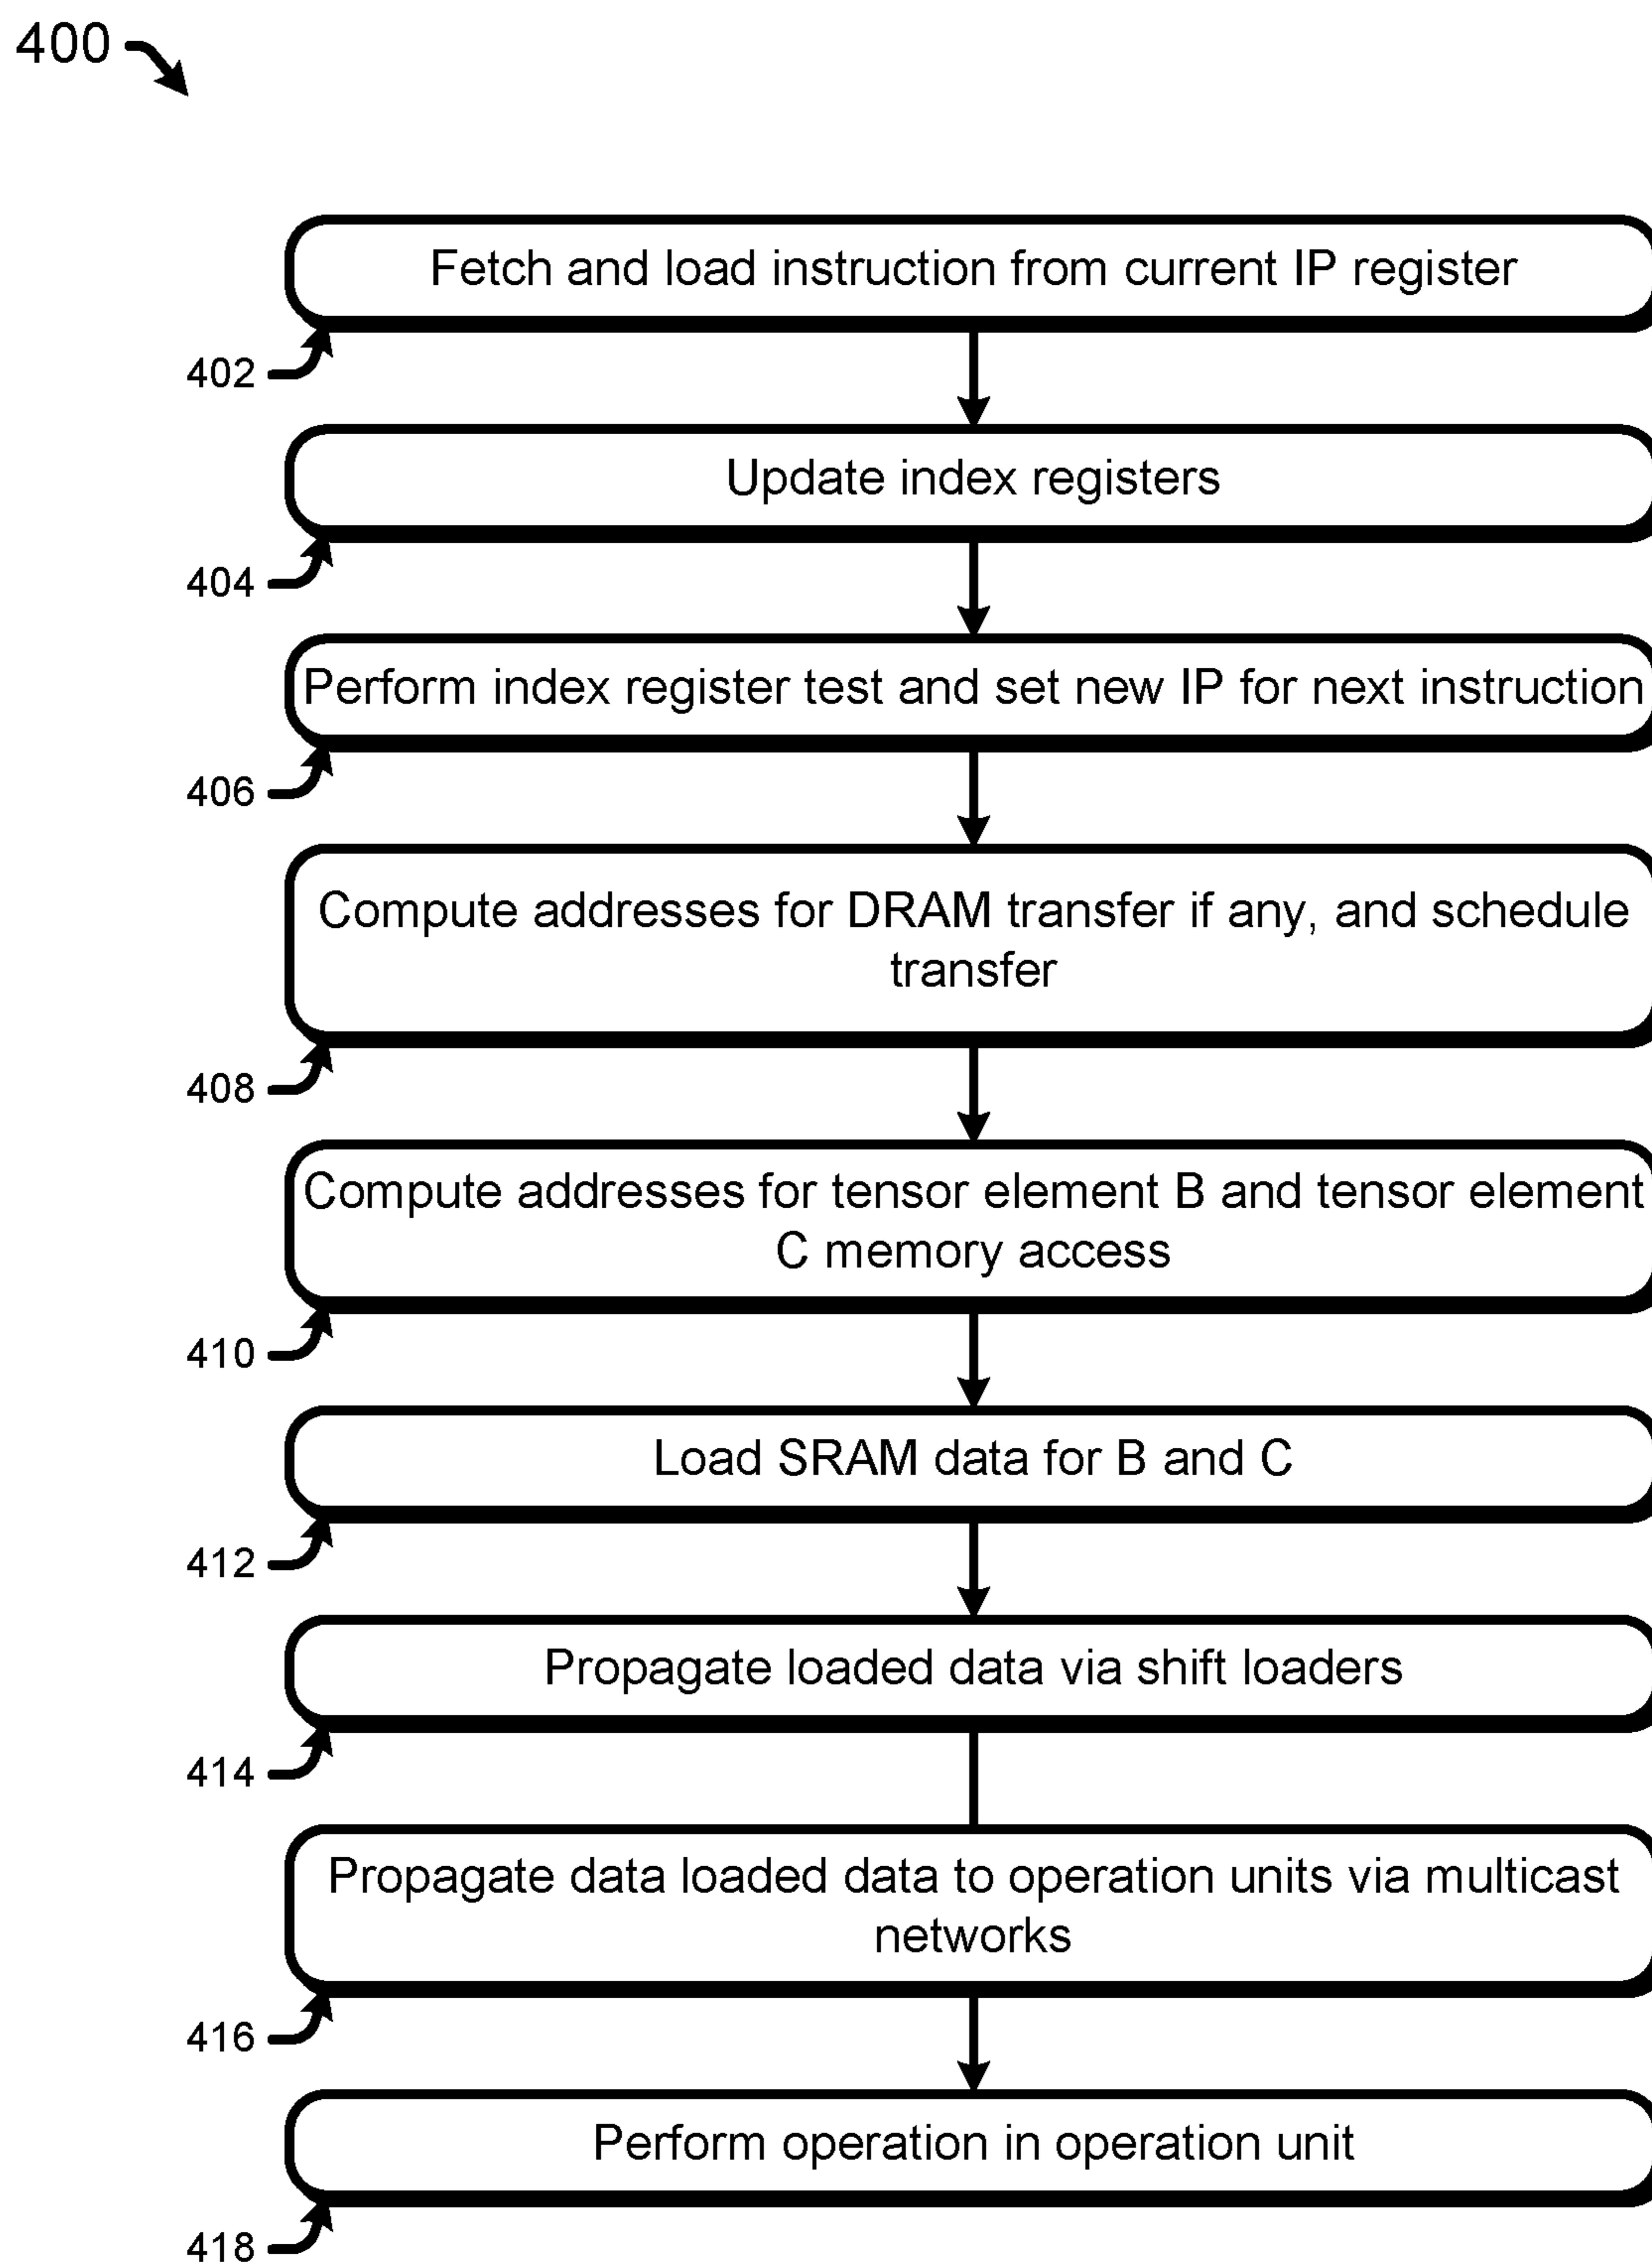 400
Fetch and load instruction from current IP register
402
Update index registers
404
Perform index register test and set new IP for next instruction
406
Compute addresses for DRAM transfer if any, and schedule
transfer
408
Compute addresses for tensor element B and tensor element
C memory access
410
Load SRAM data for B and C
412
Propagate loaded data via shift loaders
414
Propagate data loaded data to operation units via multicast
networks
416
Perform operation in operation unit
418